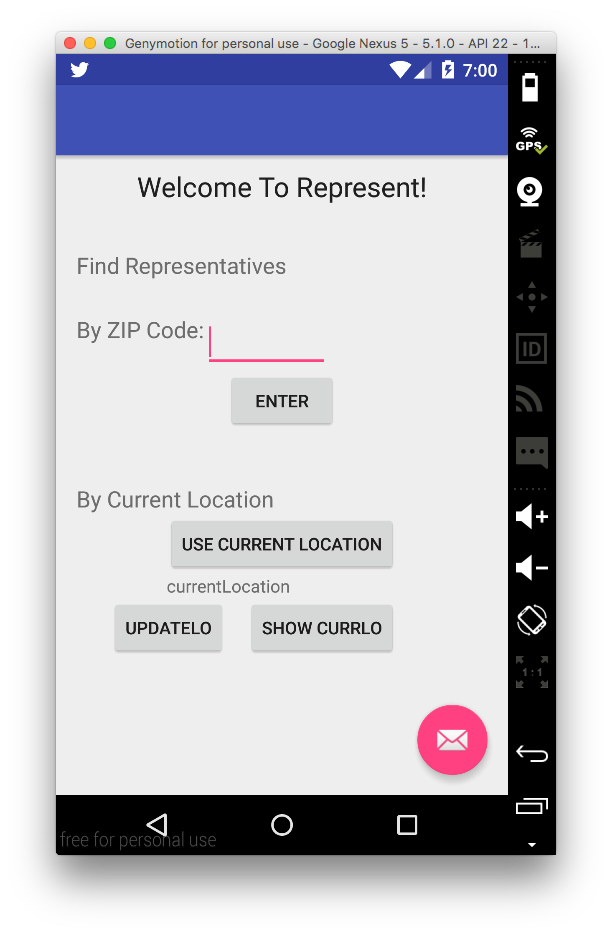 Genymotion for personal use - Google Nexus 5 - 5.1.0 - API 22 - 1...
7:00
GPS
Welcome To Represent!
Find Representatives
By ZIP Code:
ENTER
ID
By Current Location
USE CURRENT LOCATION
currentLocation
UPDATELO SHOW CURRLO
1:1
free for personal use